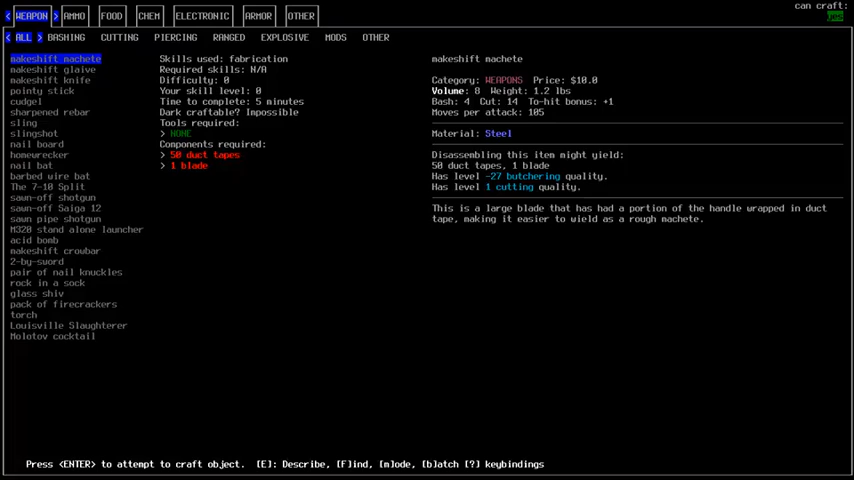 can craft:
yes
< WEAPON > AMMO FOOD CHEM ELECTRONIC ARMOR OTHER
< ALL > BASHING CUTTING PIERCING RANGED EXPLOSIVE MODS OTHER
makeshift machete
makeshift glaive
makeshift knife
pointy stick
cudgel
sharpened rebar
sling
slingshot
nail board
homewrecker
nail bat
barbed wire bat
The 7-10 Split
sawn-off shotgun
sawn-off Saiga 12
sawn pipe shotgun
M320 stand alone launcher
acid bomb
makeshift crowbar
2-by-sword
pair of nail knuckles
rock in a sock
glass shiv
pack of firecrackers
torch
Louisville Slaughterer
Molotov cocktail
Skills used: fabrication
Required skills: N/A
Difficulty: 0
Your skill level: 0
Time to complete: 5 minutes
Dark craftable? Impossible
Tools required:
> NONE
Components required:
> 50 duct tapes
> 1 blade
makeshift machete
Category: WEAPONS Price: $10.0
Volume: 8 Weight: 1.2 lbs
Bash: 4 Cut: 14 To-hit bonus: +1
Moves per attack: 105
Material: Steel
Disassembling this item might yield:
50 duct tapes, 1 blade
Has level -27 butchering quality.
Has level 1 cutting quality.
This is a large blade that has had a portion of the handle wrapped in duct
tape, making it easier to wield as a rough machete.
Press <ENTER> to attempt to craft object. [E]: Describe, [F]ind, [m]ode, [b]atch [?] keybindings